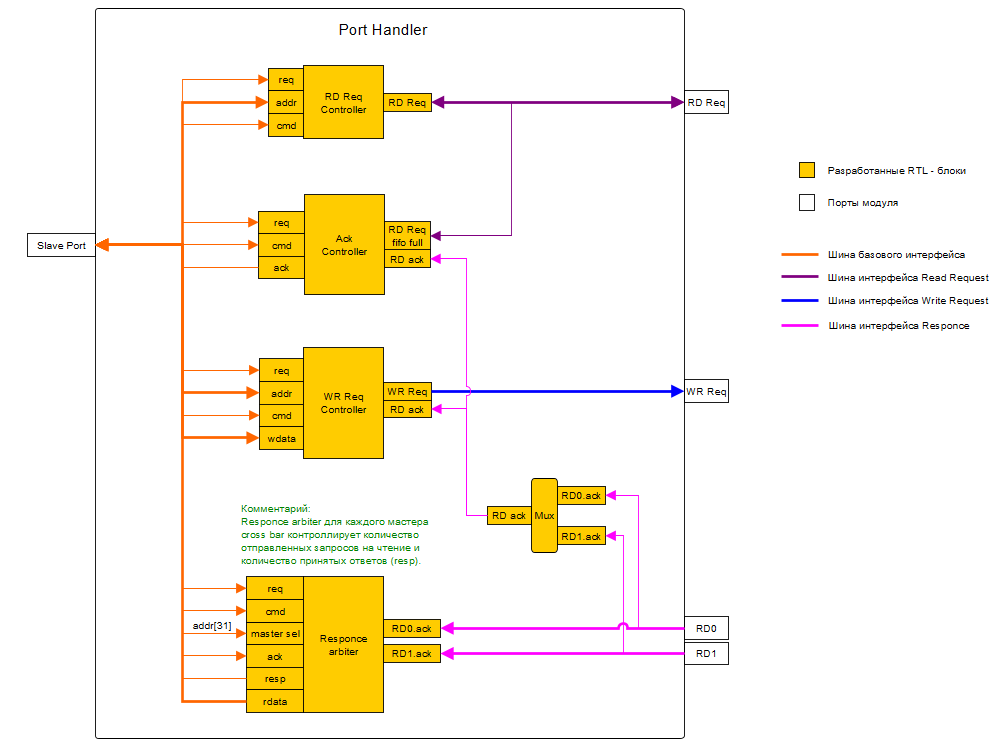 Port Handler
req
addr
cmd
RD Req
Controller
RD Req
RD Req
Разработанные RTL - блоки
Порты модуля
Slave Port
req
cmd
ack
Ack
Controller
RD Req
fifo full
RD ack
Шина базового интерфейса
Шина интерфейса Read Request
Шина интерфейса Write Request
Шина интерфейса Responce
req
addr
cmd
wdata
WR Req
Controller
WR Req
RD ack
WR Req
RD ack
Mux
RD0.ack
RD1.ack
Комментарий:
Responce arbiter для каждого мастера
cross bar контроллирует количество
отправленных запросов на чтение и
количество принятых ответов (resp).
addr[31]
req
cmd
master sel
ack
resp
rdata
Responce
arbiter
RD0.ack
RD1.ack
RD0
RD1